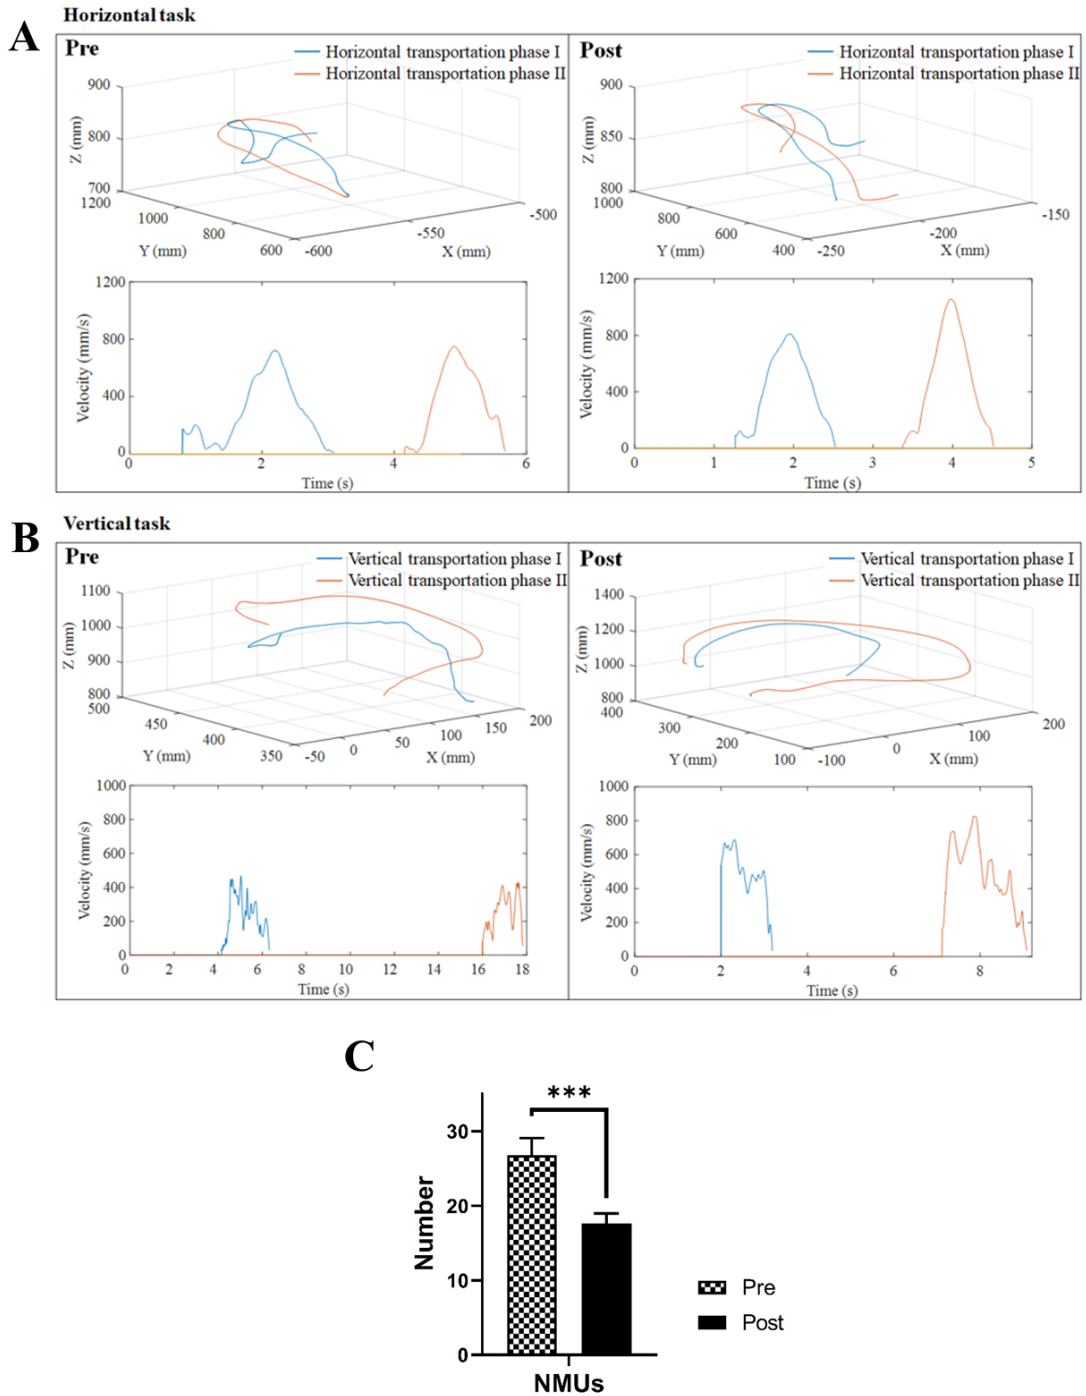 Horizontal task
A
Pre
Horizontal transportation phase I
Horizontal transportation phase II
900
800
700
Z (mm)
1200
1000
800
600
Y (mm)
-600
-550
-500
X (mm)
1200
800
400
0
Velocity (mm/s)
0 2 4 6
Time (s)
Post
Horizontal transportation phase I
Horizontal transportation phase II
900
850
800
Z (mm)
1000
800
600
400
Y (mm)
-250
-200
-150
X (mm)
1200
800
400
0
Velocity (mm/s)
0 1 2 3 4 5
Time (s)
Vertical task
B
Pre
Vertical transportation phase I
Vertical transportation phase II
1100
1000
900
800
Z (mm)
500
450
400
350
Y (mm)
-50
0
50
100
150
200
X (mm)
1000
800
600
400
200
0
Velocity (mm/s)
0 2 4 6 8 10 12 14 16 18
Time (s)
Post
Vertical transportation phase I
Vertical transportation phase II
1400
1200
1000
800
Z (mm)
400
300
200
100
Y (mm)
-100
0
100
200
X (mm)
1000
800
600
400
200
0
Velocity (mm/s)
0 2 4 6 8
Time (s)
C
***
30
20
10
0
Number
NMUs
Pre
Post